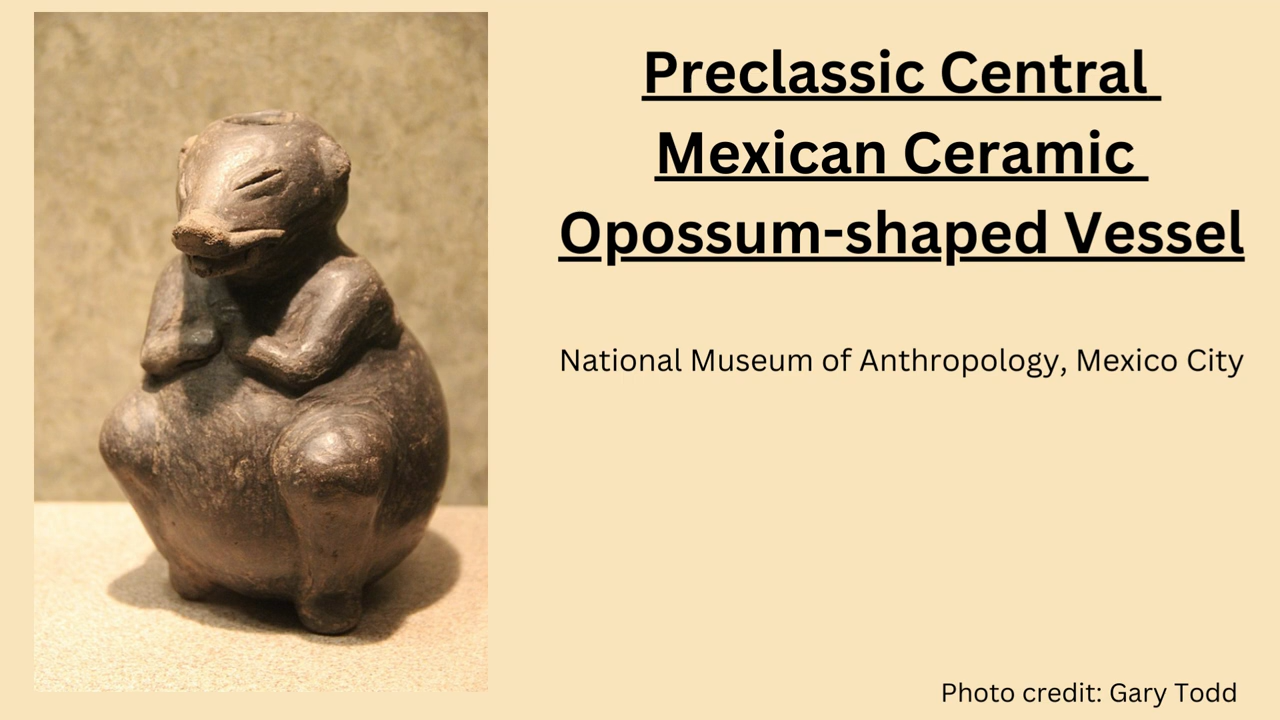 Preclassic Central
Mexican Ceramic
Opossum-shaped Vessel
National Museum of Anthropology, Mexico City
Photo credit: Gary Todd